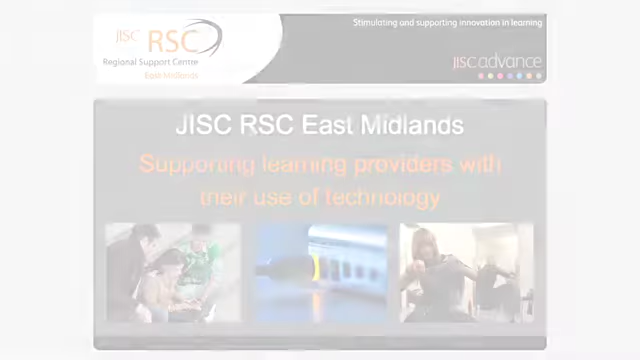 JISC RSC
Regional Support Centre
East Midlands
Stimulating and supporting innovation in learning
JISC advance
JISC RSC East Midlands
Supporting learning providers with
their use of technology